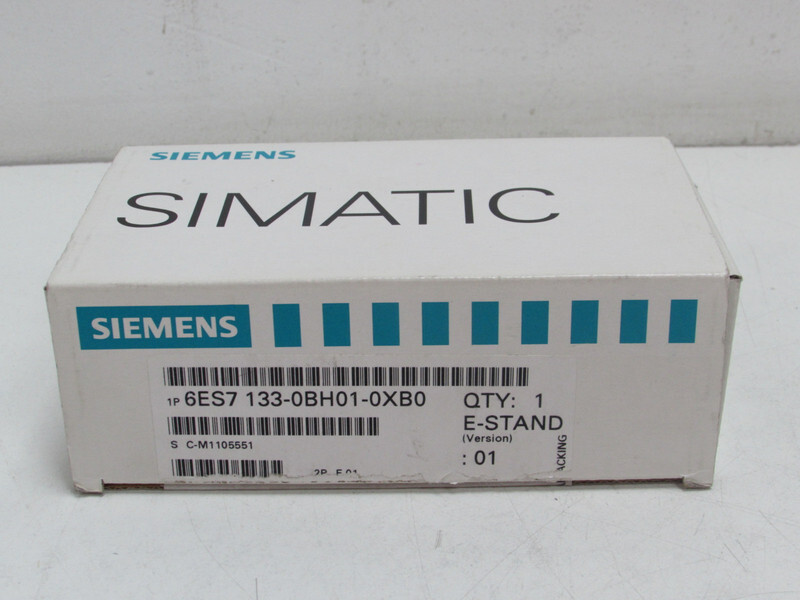 SIEMENS
SIMATIC
SIEMENS
1P 6ES7 133-0BH01-0XB0 QTY: 1
E-STAND
(Version)
S C-M1105551
: 01